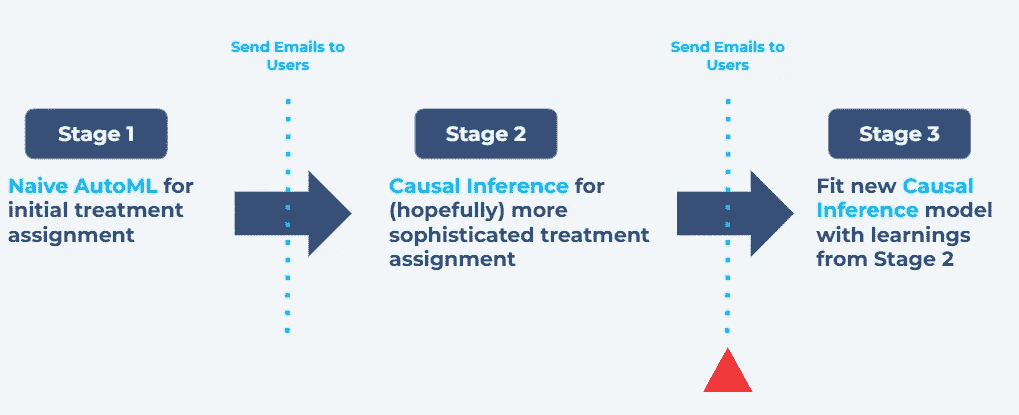 Send Emails to
Users
Send Emails to
Users
Stage 1
Naive AutoML for
initial treatment
assignment
Stage 2
Causal Inference for
(hopefully) more
sophisticated treatment
assignment
Stage 3
Fit new Causal
Inference model
with learnings
from Stage 2